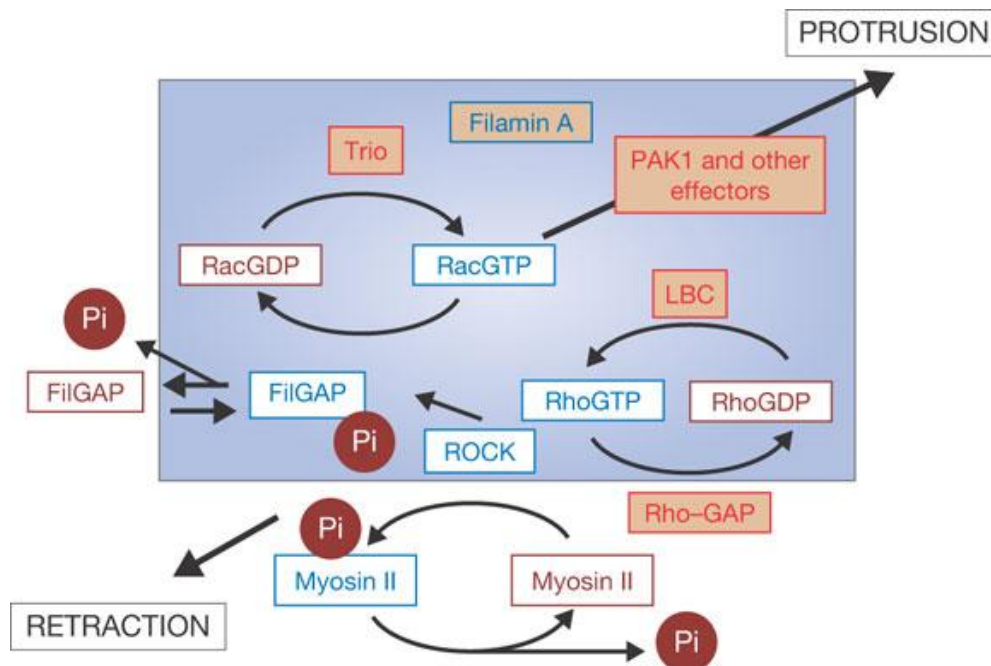 PROTRUSION
Filamin A
Trio
PAK1 and other
effectors
RacGDP
RacGTP
LBC
Pi
FilGAP
FilGAP
RhoGTP
RhoGDP
Pi
ROCK
Rho–GAP
Pi
Myosin II
Myosin II
RETRACTION
Pi